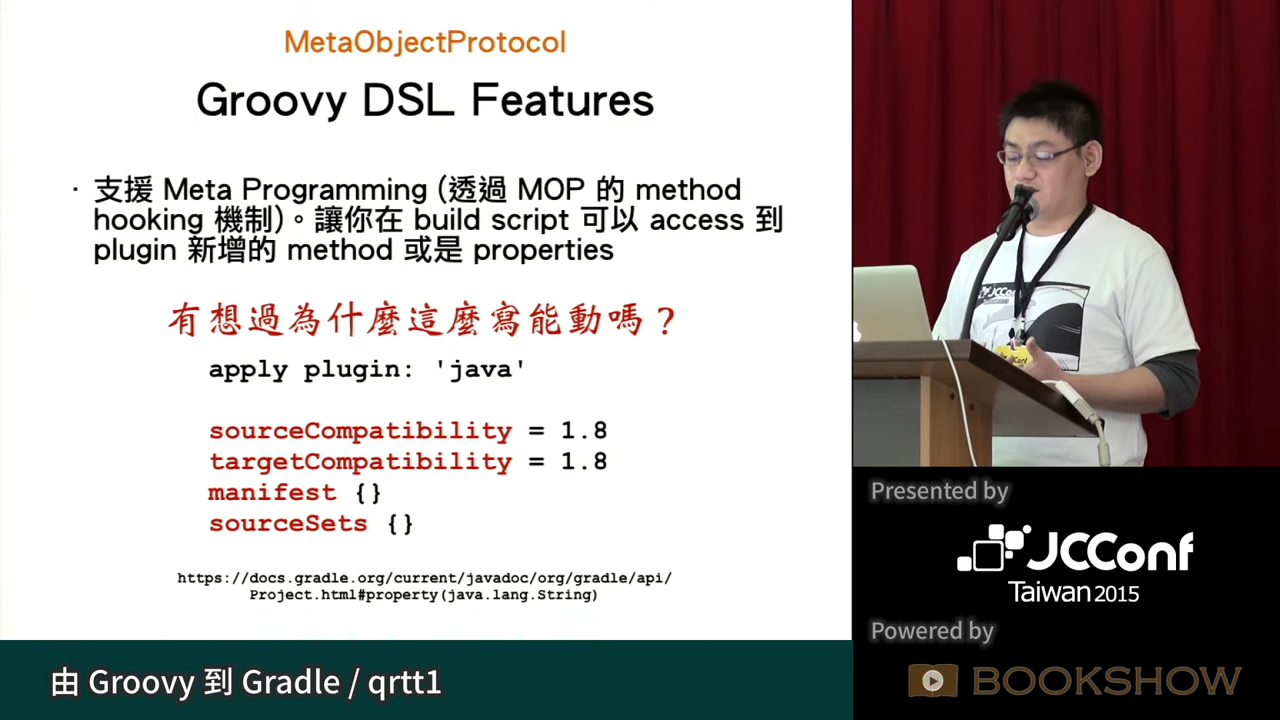 MetaObjectProtocol
Groovy DSL Features
· 支援 Meta Programming (透過 MOP 的 method
hooking 機制)。讓你在 build script 可以 access 到
plugin 新增的 method 或是 properties
有想過為什麼這麼寫能動嗎？
apply plugin: 'java'
sourceCompatibility = 1.8
targetCompatibility = 1.8
manifest {}
sourceSets {}
https://docs.gradle.org/current/javadoc/org/gradle/api/
Project.html#property(java.lang.String)
JCConf
JCConf
Presented by
JCConf
Taiwan 2015
Powered by
BOOKSHOW
由 Groovy 到 Gradle / qrtt1